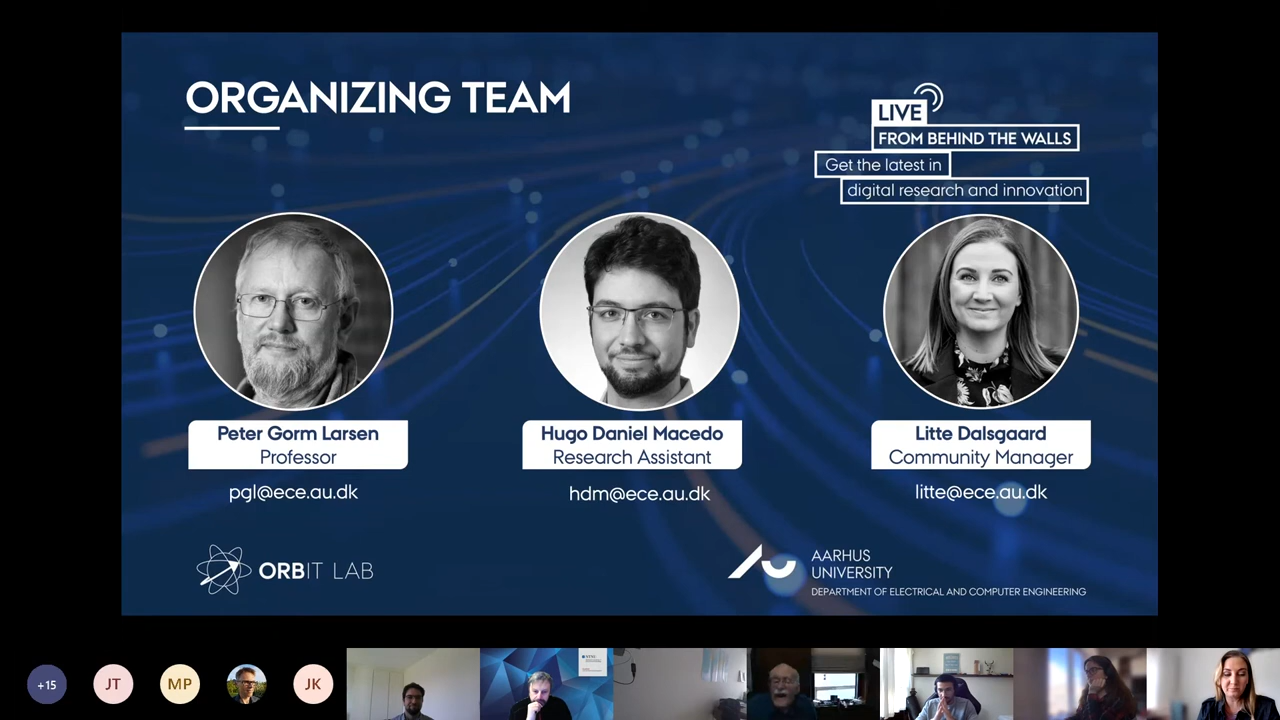 ORGANIZING TEAM
LIVE
FROM BEHIND THE WALLS
Get the latest in
digital research and innovation
Peter Gorm Larsen
Professor
pgl@ece.au.dk
Hugo Daniel Macedo
Research Assistant
hdm@ece.au.dk
Litte Dalsgaard
Community Manager
litte@ece.au.dk
ORBIT LAB
AARHUS
UNIVERSITY
DEPARTMENT OF ELECTRICAL AND COMPUTER ENGINEERING
+15
JT
MP
JK